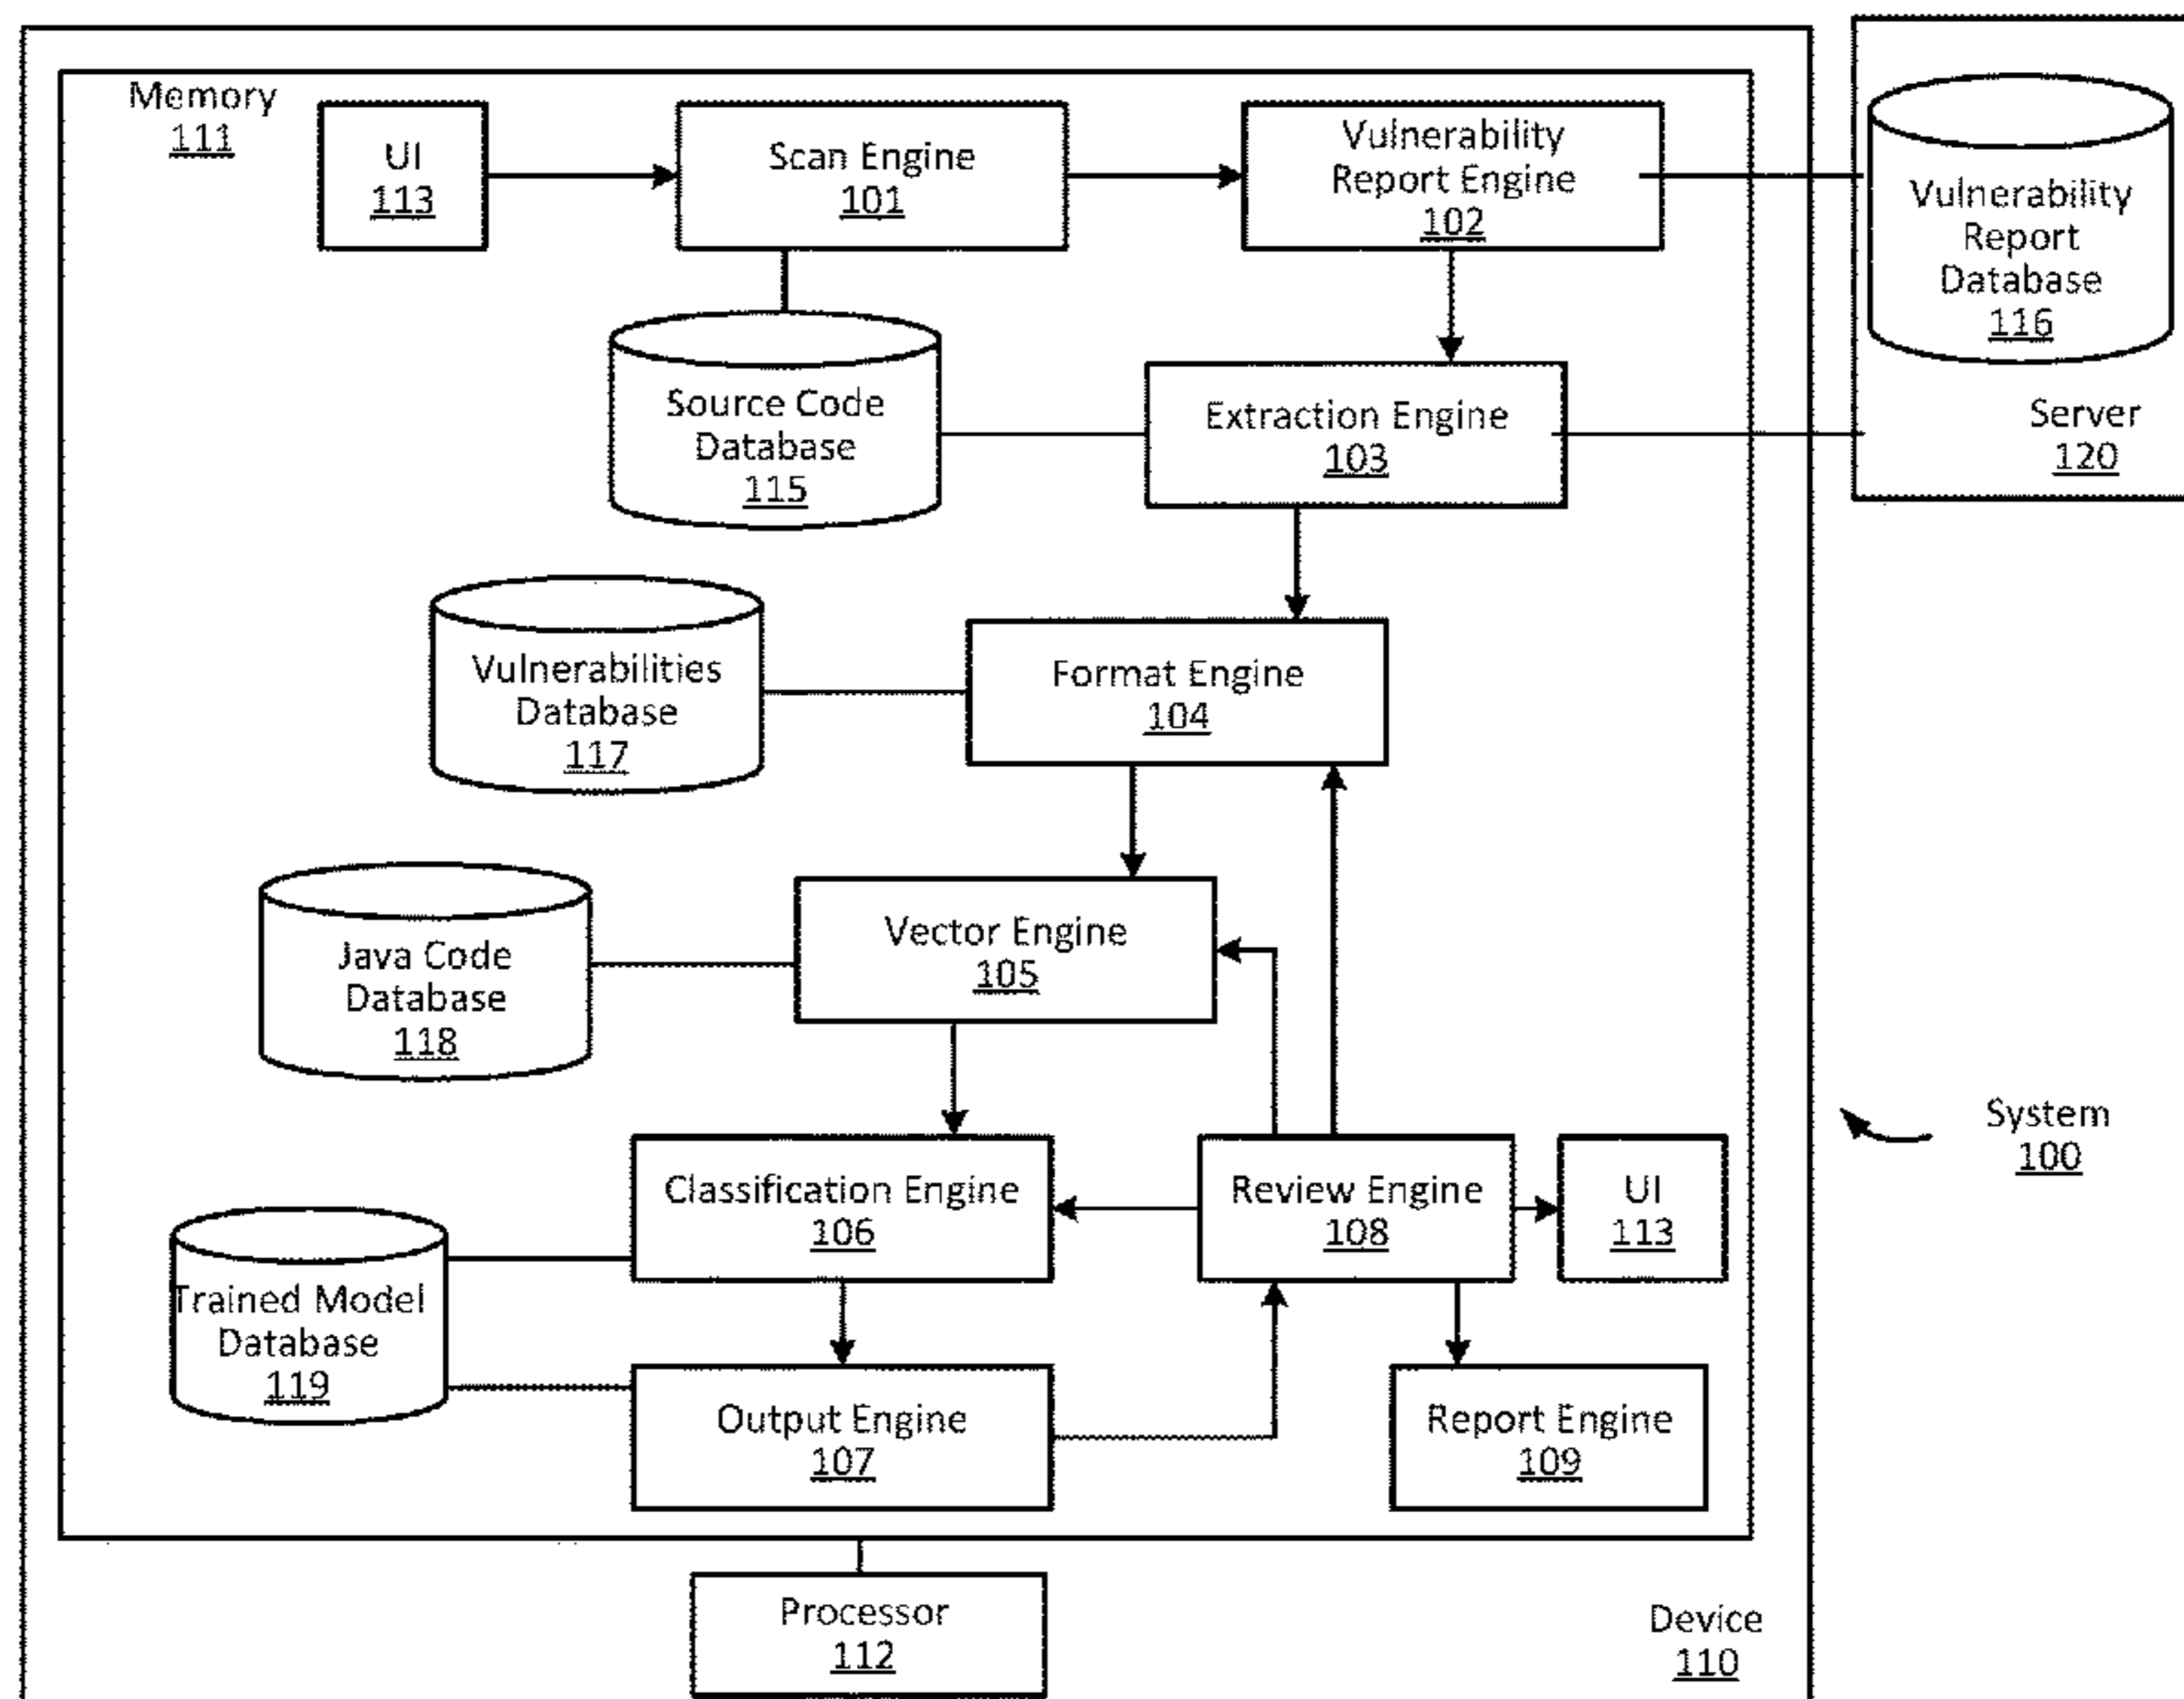 Memory
111
UI
113
Scan Engine
101
Vulnerability
Report Engine
102
Vulnerability
Report
Database
116
Server
120
Source Code
Database
115
Extraction Engine
103
Vulnerabilities
Database
117
Format Engine
104
Java Code
Database
118
Vector Engine
105
System
100
Classification Engine
106
Review Engine
108
UI
113
Trained Model
Database
119
Output Engine
107
Report Engine
109
Processor
112
Device
110